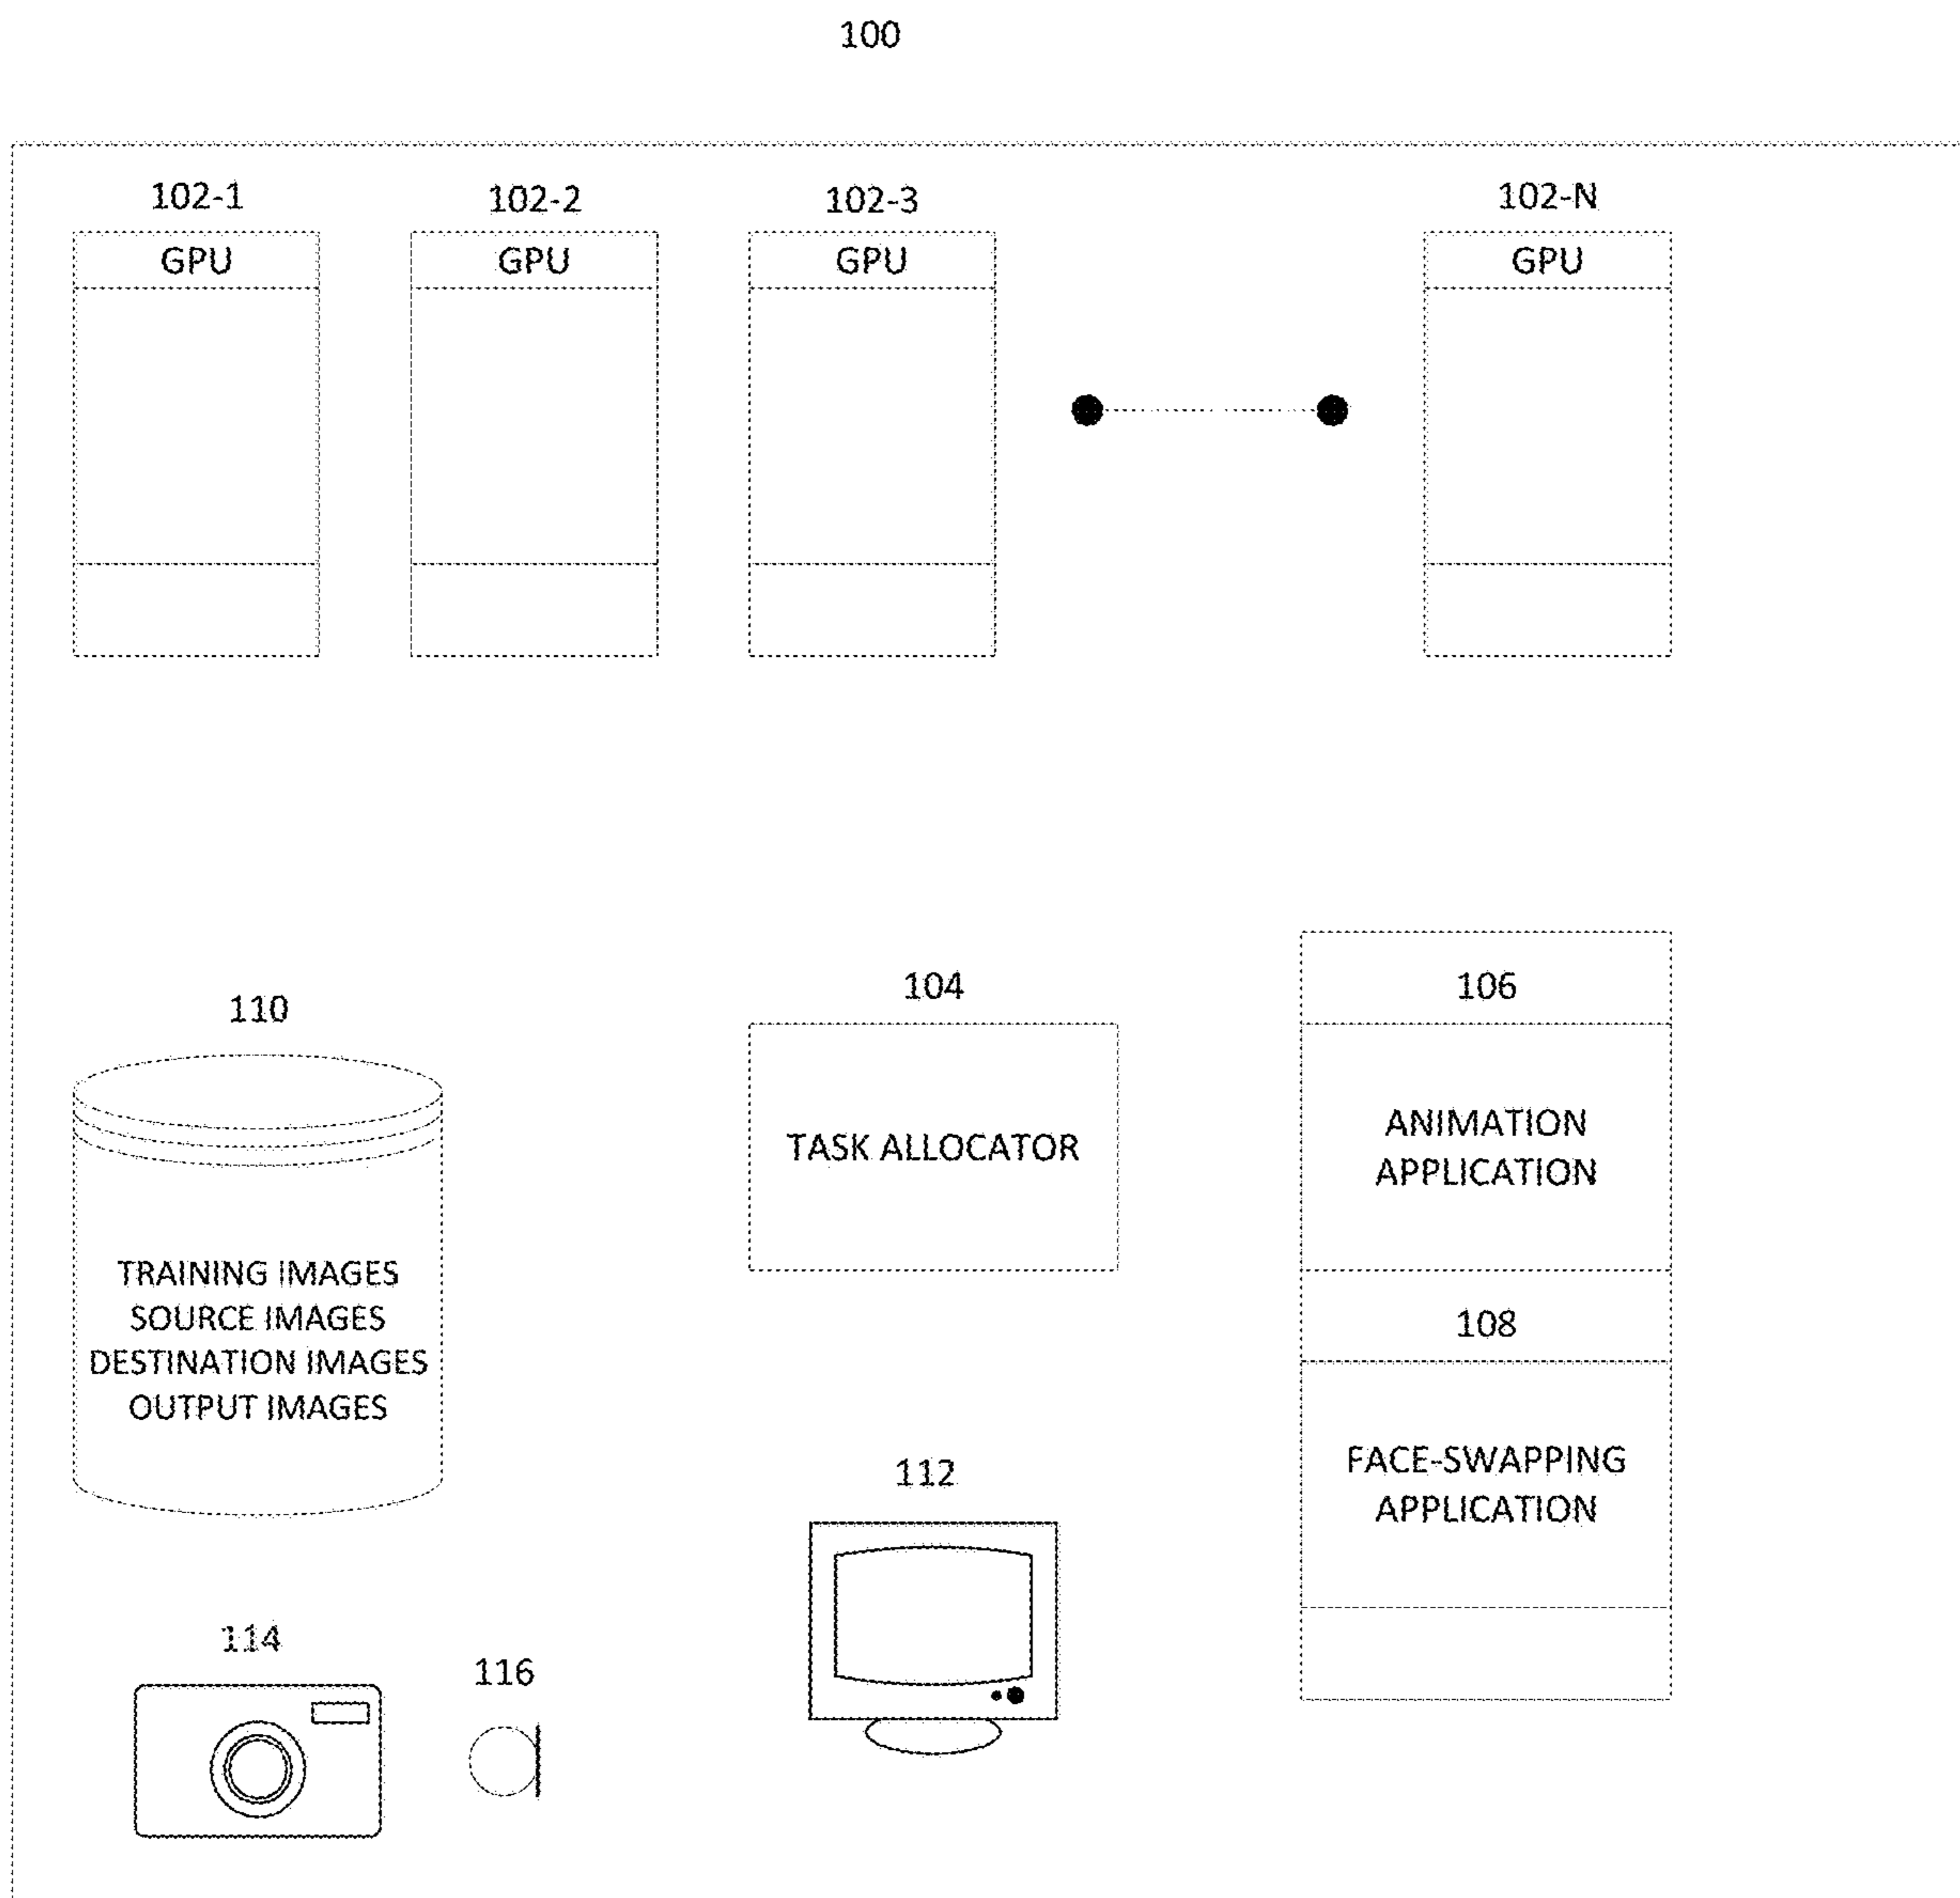 100
102-1
102-2
102-3
102-N
GPU
GPU
GPU
GPU
110
104
106
TRAINING IMAGES
SOURCE IMAGES
DESTINATION IMAGES
OUTPUT IMAGES
TASK ALLOCATOR
ANIMATION
APPLICATION
108
FACE-SWAPPING
APPLICATION
112
114
116